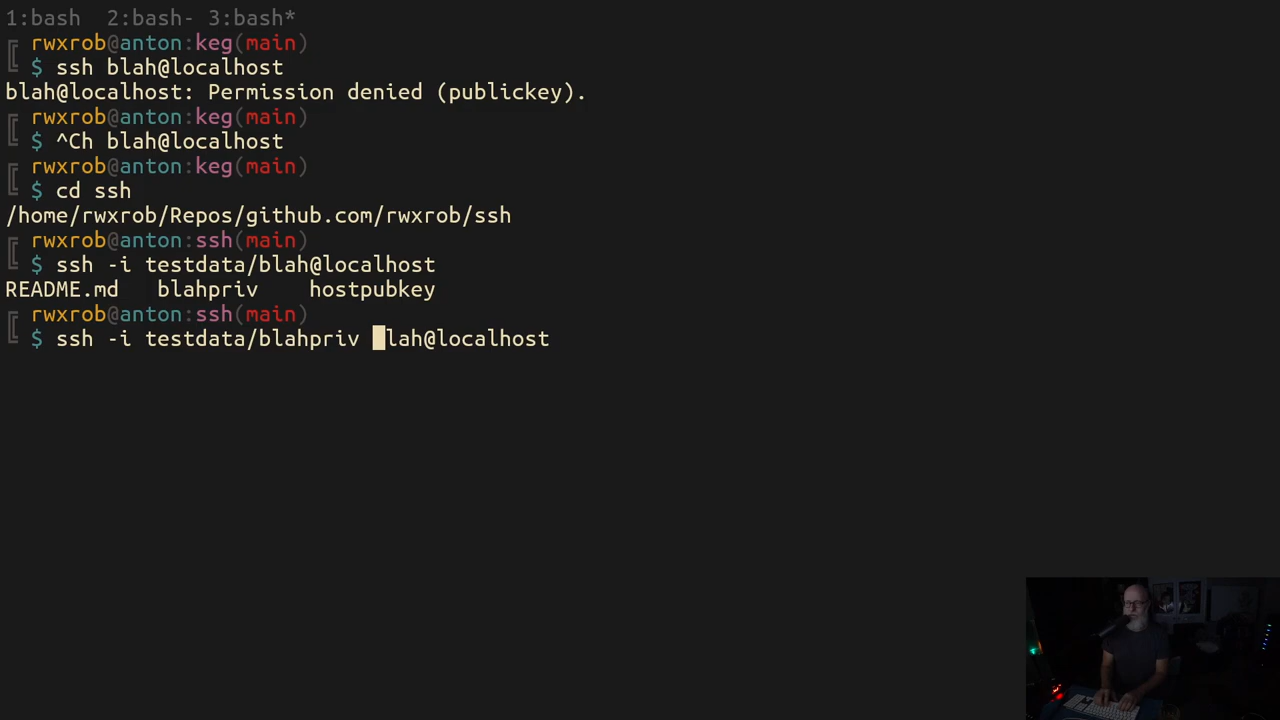 1:bash  2:bash- 3:bash*
rwxrob@anton:keg(main)
$ ssh blah@localhost
blah@localhost: Permission denied (publickey).
rwxrob@anton:keg(main)
$ ^Ch blah@localhost
rwxrob@anton:keg(main)
$ cd ssh
/home/rwxrob/Repos/github.com/rwxrob/ssh
rwxrob@anton:ssh(main)
$ ssh -i testdata/blah@localhost
README.md   blahpriv    hostpubkey
rwxrob@anton:ssh(main)
$ ssh -i testdata/blahpriv lah@localhost